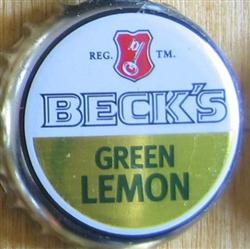 REG. TM.
BECK'S
GREEN
LEMON